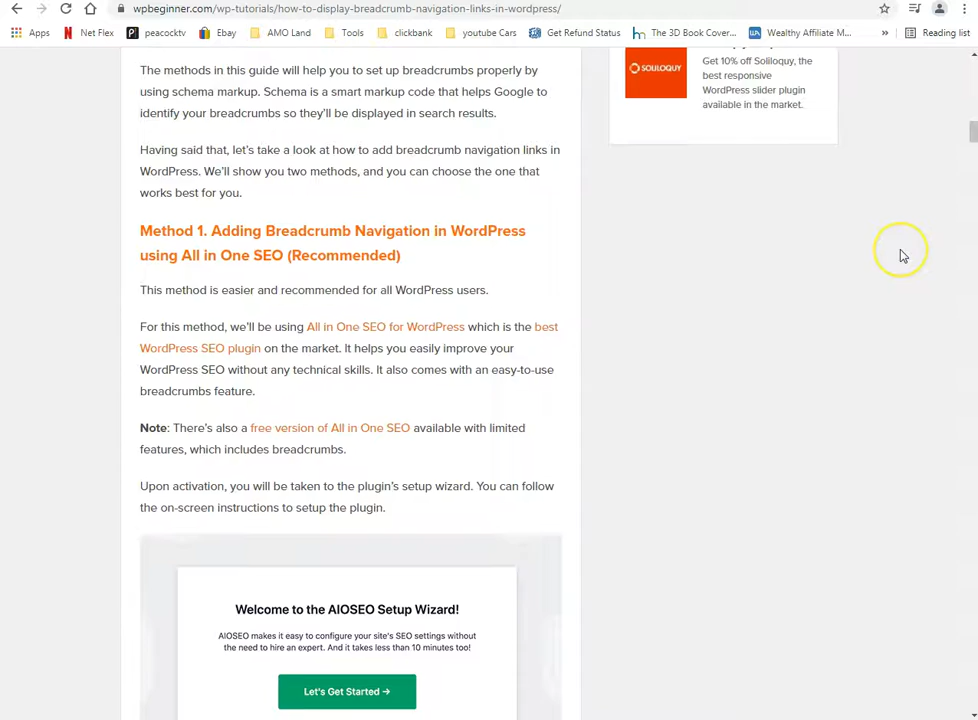 wpbeginner.com/wp-tutorials/how-to-display-breadcrumb-navigation-links-in-wordpress/
Apps Net Flex peacocktv Ebay AMO Land Tools clickbank youtube Cars Get Refund Status The 3D Book Cover... Wealthy Affiliate M... » Reading list
The methods in this guide will help you to set up breadcrumbs properly by
using schema markup. Schema is a smart markup code that helps Google to
identify your breadcrumbs so they'll be displayed in search results.
Having said that, let's take a look at how to add breadcrumb navigation links in
WordPress. We'll show you two methods, and you can choose the one that
works best for you.
Method 1. Adding Breadcrumb Navigation in WordPress
using All in One SEO (Recommended)
This method is easier and recommended for all WordPress users.
For this method, we'll be using All in One SEO for WordPress which is the best
WordPress SEO plugin on the market. It helps you easily improve your
WordPress SEO without any technical skills. It also comes with an easy-to-use
breadcrumbs feature.
Note: There's also a free version of All in One SEO available with limited
features, which includes breadcrumbs.
Upon activation, you will be taken to the plugin's setup wizard. You can follow
the on-screen instructions to setup the plugin.
Welcome to the AIOSEO Setup Wizard!
AIOSEO makes it easy to configure your site's SEO settings without
the need to hire an expert. And it takes less than 10 minutes too!
Let's Get Started →
SOLILOQUY
Get 10% off Soliloquy, the
best responsive
WordPress slider plugin
available in the market.